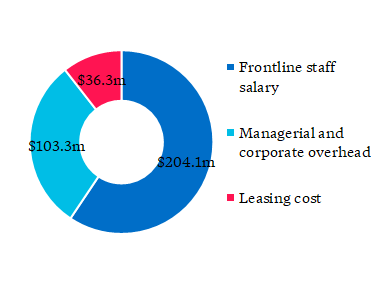 $36.3m
$103.3m
$204.1m
Frontline staff
salary
Managerial and
corporate overhead
Leasing cost